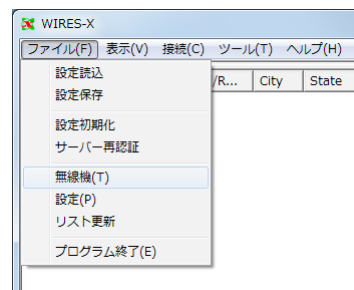 WIRES-X
ファイル(F) 表示(V) 接続(C) ツール(T) ヘルプ(H)
/R... City State
設定読込
設定保存
設定初期化
サーバー再認証
無線機(T)
設定(P)
リスト更新
プログラム終了(E)